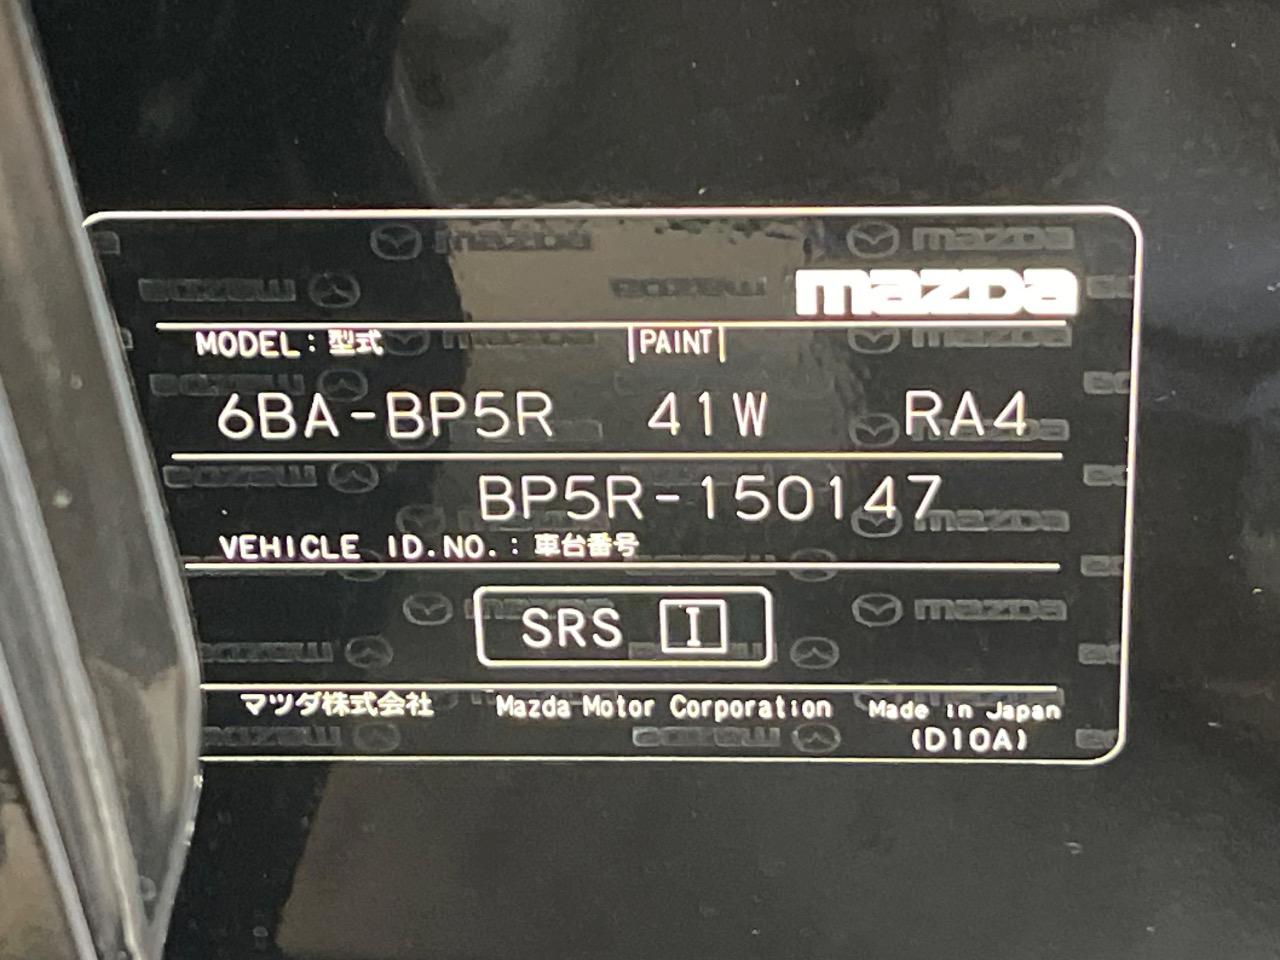 mazda
MODEL: 型式 PAINT
6BA-BP5R 41W RA4
BP5R-150147
VEHICLE ID.NO.: 車台番号
SRS I
マツダ株式会社 Mazda Motor Corporation Made in Japan
(D10A)